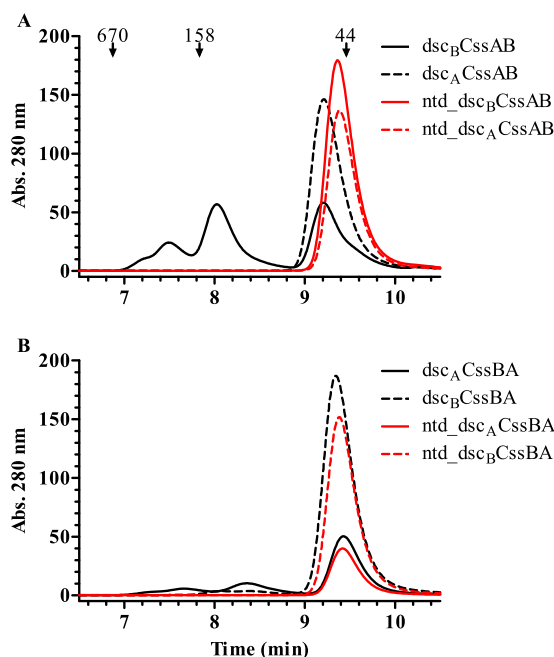 A
670 158 44
200
150
100
50
0
Abs. 280 nm
7 8 9 10
dscBCssAB
dscACssAB
ntd_dscBCssAB
ntd_dscACssAB
B
200
150
100
50
0
Abs. 280 nm
7 8 9 10
Time (min)
dscACssBA
dscBCssBA
ntd_dscACssBA
ntd_dscBCssBA